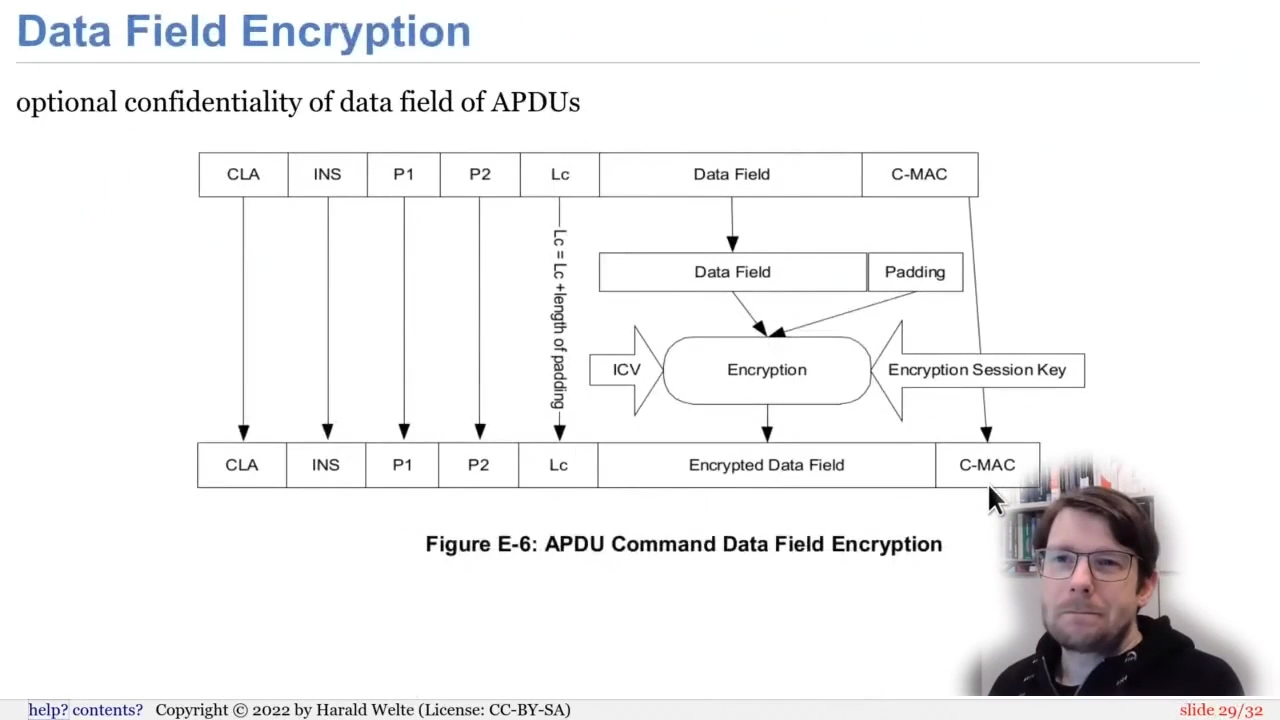 Data Field Encryption
optional confidentiality of data field of APDUs
CLA INS P1 P2 Lc Data Field C-MAC
Lc = Lc +length of padding
Data Field Padding
ICV Encryption Encryption Session Key
CLA INS P1 P2 Lc Encrypted Data Field C-MAC
Figure E-6: APDU Command Data Field Encryption
help? contents? Copyright © 2022 by Harald Welte (License: CC-BY-SA) slide 29/32